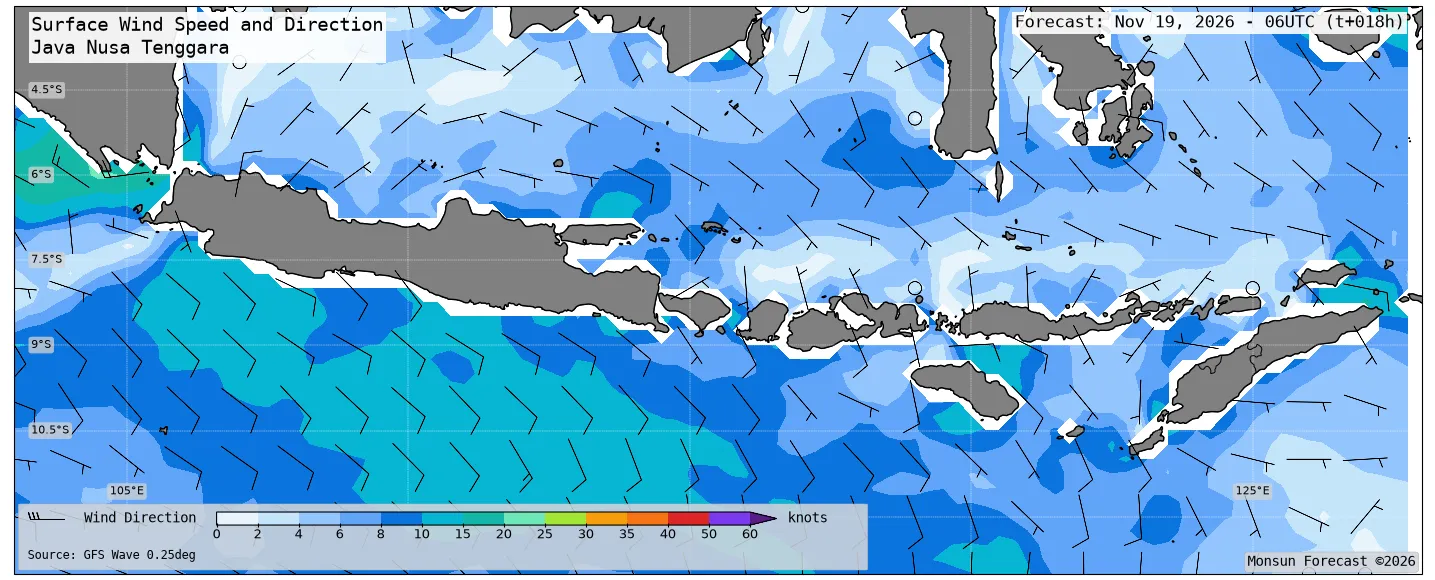 Surface Wind Speed and Direction
Java Nusa Tenggara
Forecast: Nov 19, 2026 - 06UTC (t+018h)
4.5°S
6°S
7.5°S
9°S
10.5°S
105°E
125°E
Wind Direction
0 2 4 6 8 10 15 20 25 30 35 40 50 60
knots
Source: GFS Wave 0.25deg
Monsun Forecast ©2026